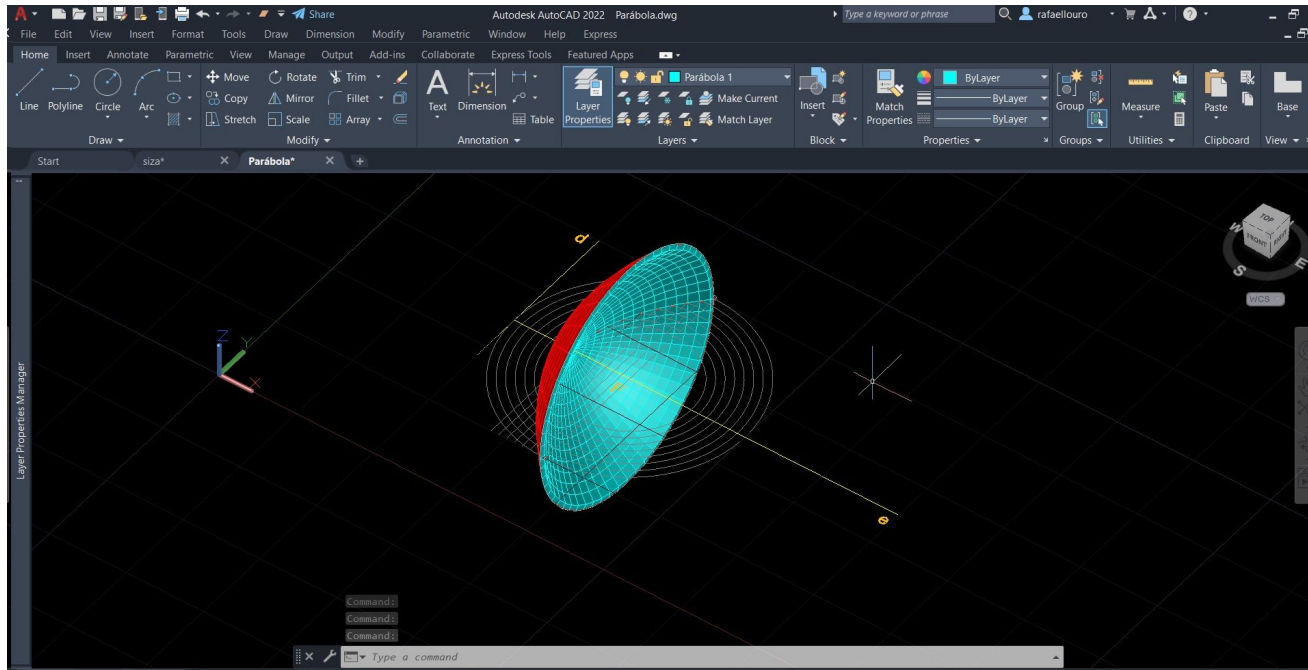 A Share Autodesk AutoCAD 2022 Parábola.dwg Type a keyword or phrase rafaellouro
File Edit View Insert Format Tools Draw Dimension Modify Parametric Window Help Express
Home Insert Annotate Parametric View Manage Output Add-ins Collaborate Express Tools Featured Apps
Move Rotate Trim Parábola 1 ByLayer
Line Polyline Circle Arc Copy Mirror Fillet Text Dimension Layer Properties Make Current Insert Match Properties ByLayer Group Measure Paste Base
Stretch Scale Array Table Match Layer ByLayer
Draw Modify Annotation Layers Block Properties Groups Utilities Clipboard View
Start siza* Parábola* +
TOP
W FRONT RIGHT
S E
WCS
d
Z Y
X
e
Layer Properties Manager
Command:
Command:
Command:
Type a command